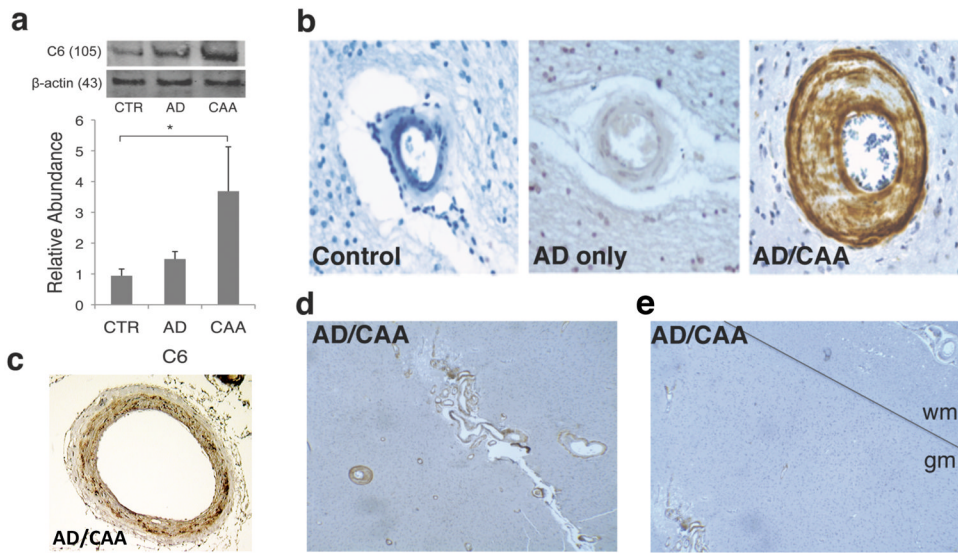 a
C6 (105)
β-actin (43)
CTR AD CAA
*
Relative Abundance
6
5
4
3
2
1
0
CTR AD CAA
C6
b
Control
AD only
AD/CAA
c
AD/CAA
d
AD/CAA
e
AD/CAA
wm
gm